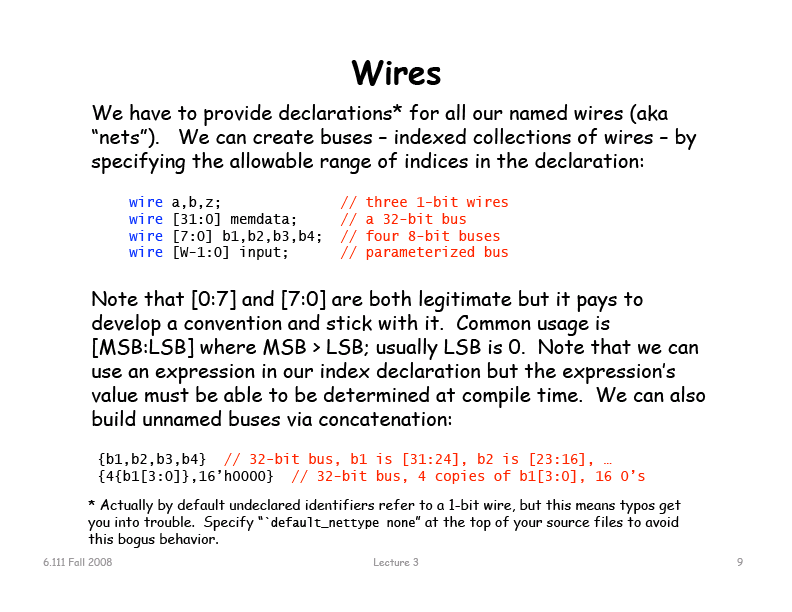 Wires
We have to provide declarations* for all our named wires (aka
“nets”). We can create buses – indexed collections of wires – by
specifying the allowable range of indices in the declaration:
wire a,b,z; // three 1-bit wires
wire [31:0] memdata; // a 32-bit bus
wire [7:0] b1,b2,b3,b4; // four 8-bit buses
wire [W-1:0] input; // parameterized bus
Note that [0:7] and [7:0] are both legitimate but it pays to
develop a convention and stick with it. Common usage is
[MSB:LSB] where MSB > LSB; usually LSB is 0. Note that we can
use an expression in our index declaration but the expression’s
value must be able to be determined at compile time. We can also
build unnamed buses via concatenation:
{b1,b2,b3,b4} // 32-bit bus, b1 is [31:24], b2 is [23:16], …
{4{b1[3:0]},16’h0000} // 32-bit bus, 4 copies of b1[3:0], 16 0’s
* Actually by default undeclared identifiers refer to a 1-bit wire, but this means typos get
you into trouble. Specify “`default_nettype none” at the top of your source files to avoid
this bogus behavior.
6.111 Fall 2008 Lecture 3 9